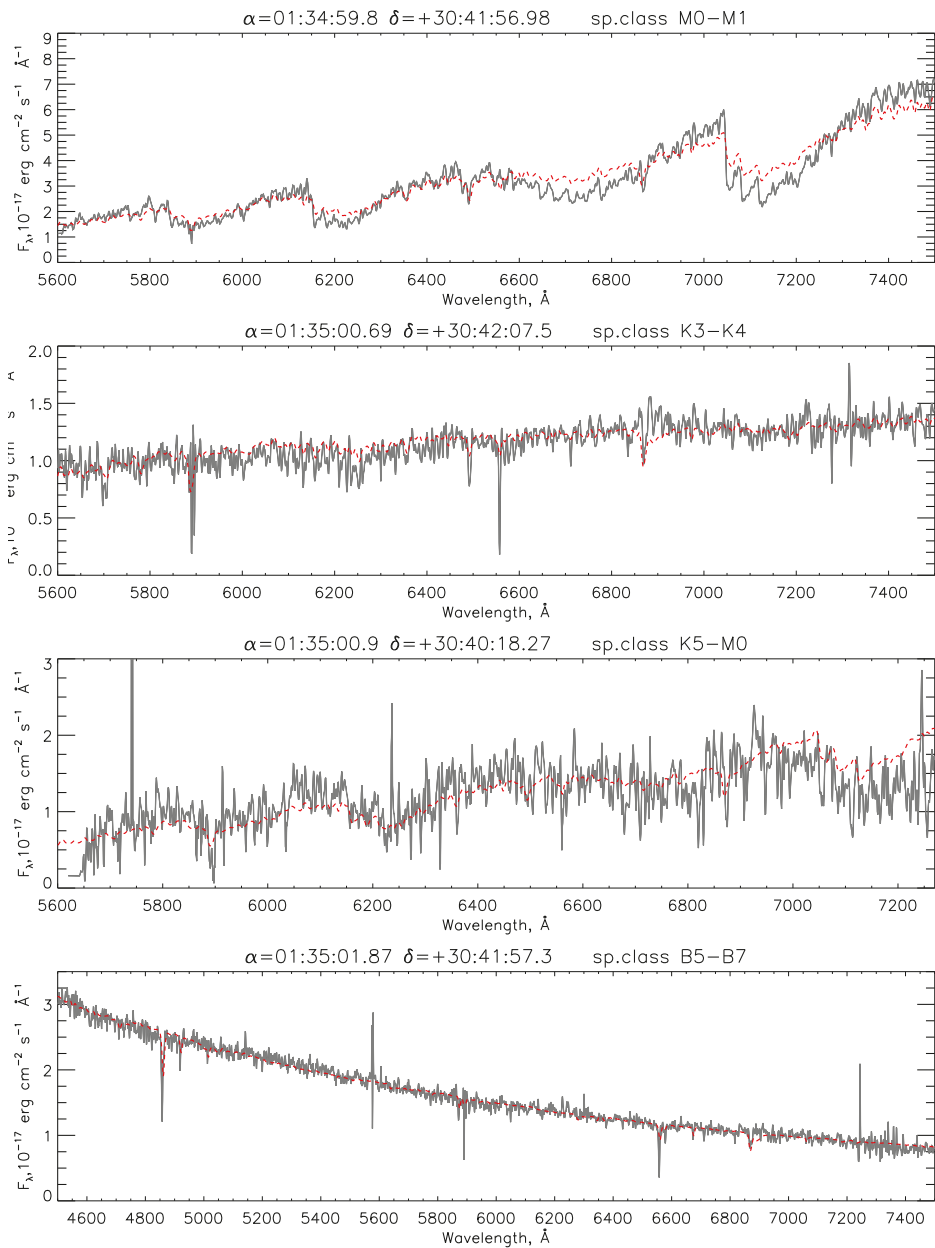 α=01:34:59.8 δ=+30:41:56.98 sp.class M0−M1
9
8
7
6
5
4
3
2
1
0
F_λ,10⁻¹⁷ erg cm⁻² s⁻¹ Å⁻¹
5600 5800 6000 6200 6400 6600 6800 7000 7200 7400
Wavelength, Å
α=01:35:00.69 δ=+30:42:07.5 sp.class K3−K4
2.0
1.5
1.0
0.5
0.0
erg cm s A
5600 5800 6000 6200 6400 6600 6800 7000 7200 7400
Wavelength, Å
α=01:35:00.9 δ=+30:40:18.27 sp.class K5−M0
3
2
1
0
F_λ,10⁻¹⁷ erg cm⁻² s⁻¹ Å⁻¹
5600 5800 6000 6200 6400 6600 6800 7000 7200
Wavelength, Å
α=01:35:01.87 δ=+30:41:57.3 sp.class B5−B7
3
2
1
0
F_λ,10⁻¹⁷ erg cm⁻² s⁻¹ Å⁻¹
4600 4800 5000 5200 5400 5600 5800 6000 6200 6400 6600 6800 7000 7200 7400
Wavelength, Å